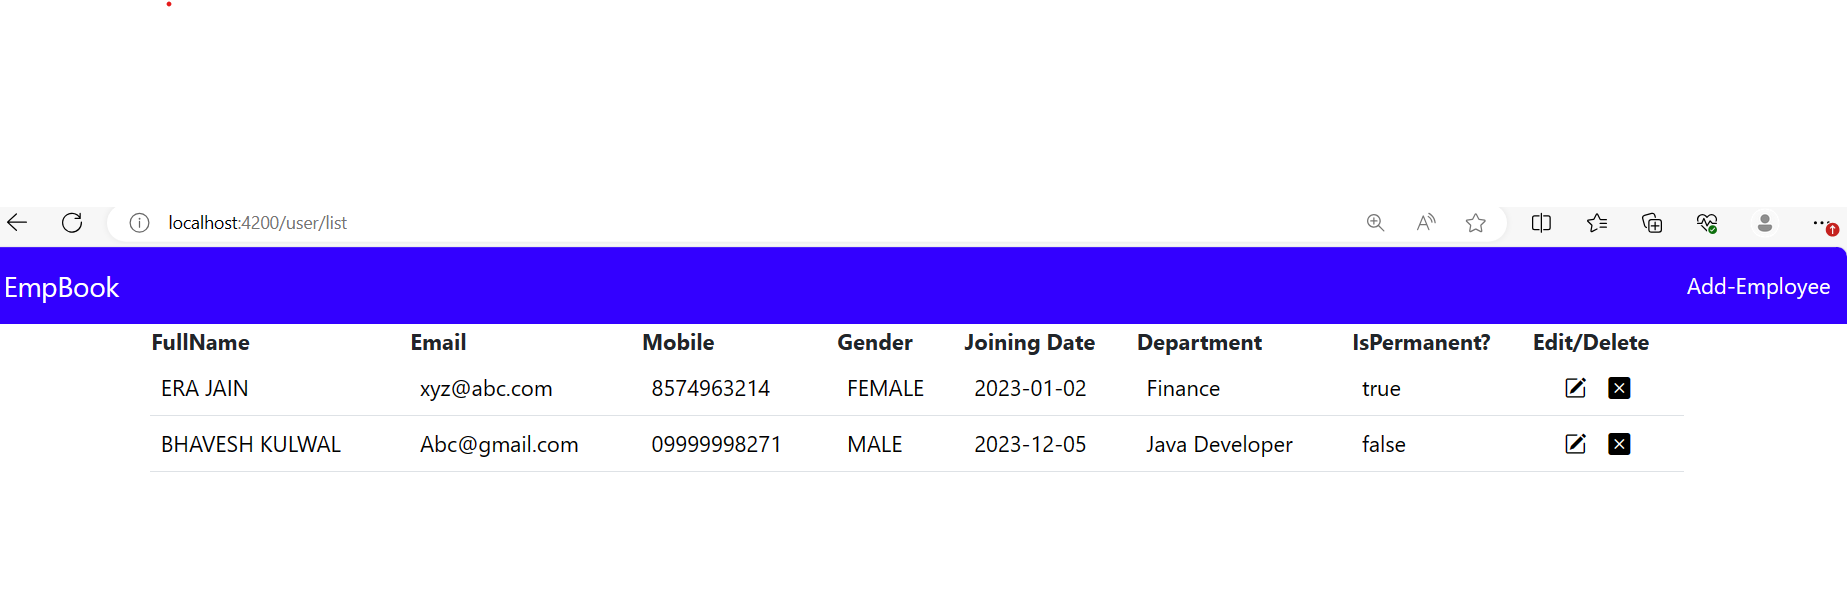 localhost:4200/user/list
EmpBook Add-Employee
FullName Email Mobile Gender Joining Date Department IsPermanent? Edit/Delete
ERA JAIN xyz@abc.com 8574963214 FEMALE 2023-01-02 Finance true
BHAVESH KULWAL Abc@gmail.com 09999998271 MALE 2023-12-05 Java Developer false